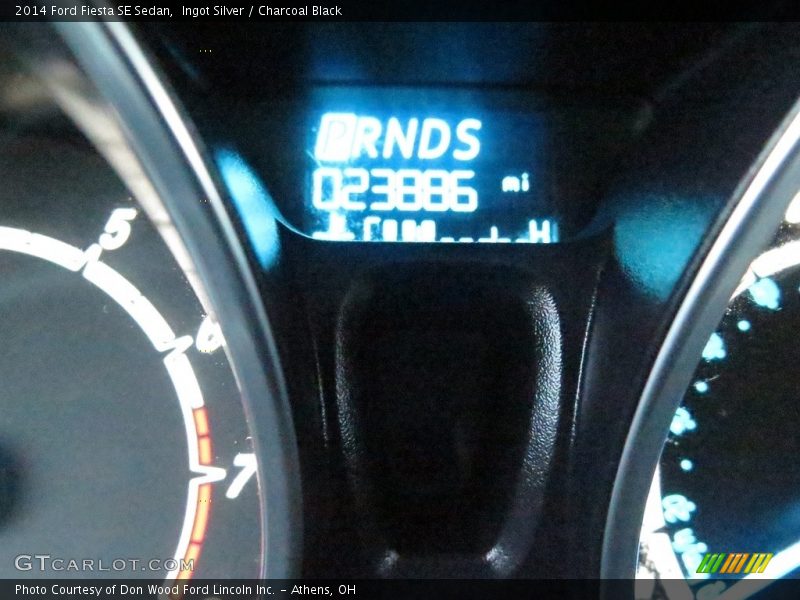 2014 Ford Fiesta SE Sedan,  Ingot Silver / Charcoal Black
PRNDS
023886 mi
5
6
7
GTCARLOT.COM
Photo Courtesy of Don Wood Ford Lincoln Inc. – Athens, OH